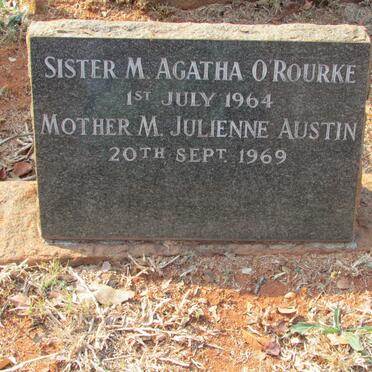 SISTER M. AGATHA O'ROURKE
1ST JULY 1964
MOTHER M. JULIENNE AUSTIN
20TH SEPT. 1969